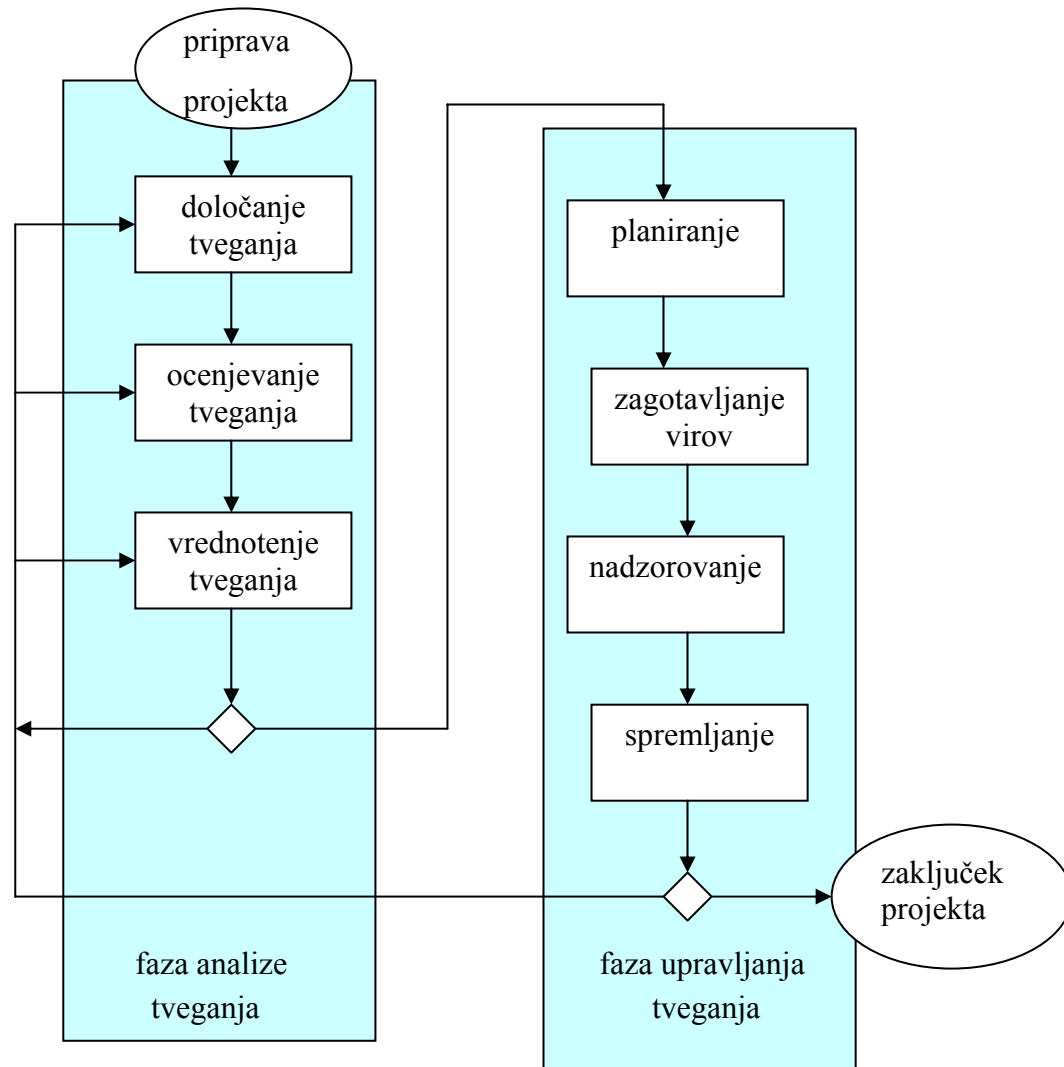 priprava
projekta
določanje
tveganja
ocenjevanje
tveganja
vrednotenje
tveganja
faza analize
tveganja
planiranje
zagotavljanje
virov
nadzorovanje
spremljanje
zaključek
projekta
faza upravljanja
tveganja